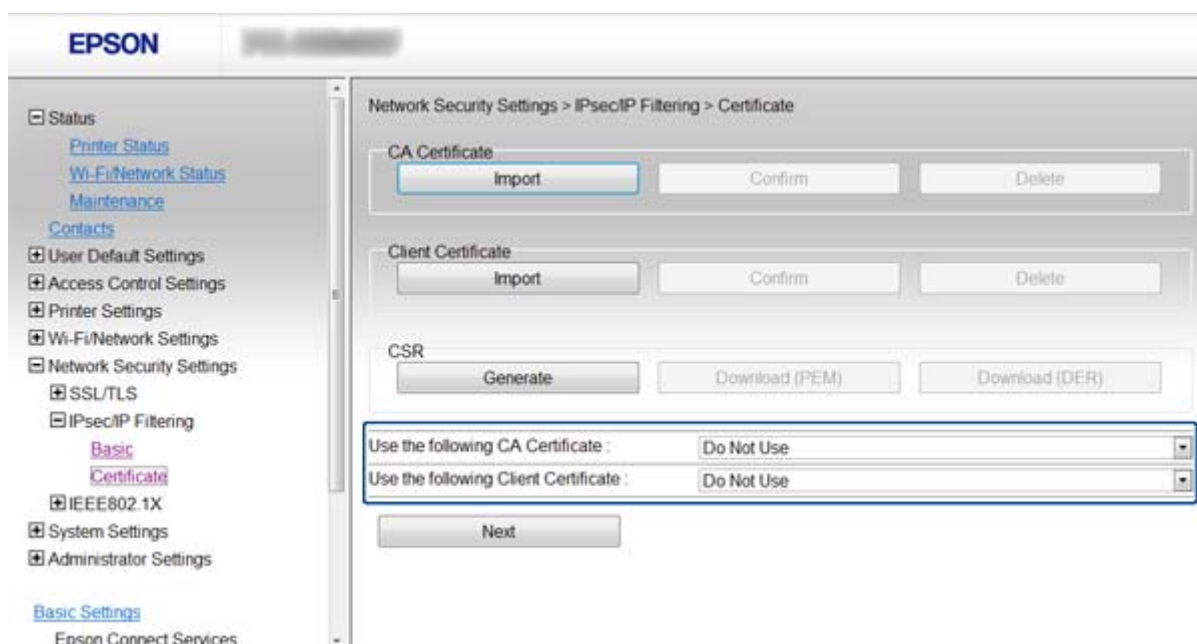 EPSON
Status
Printer Status
Wi-Fi/Network Status
Maintenance
Contacts
User Default Settings
Access Control Settings
Printer Settings
Wi-Fi/Network Settings
Network Security Settings
SSL/TLS
IPsec/IP Filtering
Basic
Certificate
IEEE802.1X
System Settings
Administrator Settings
Basic Settings
Epson Connect Services
Network Security Settings > IPsec/IP Filtering > Certificate
CA Certificate
Import Confirm Delete
Client Certificate
Import Confirm Delete
CSR
Generate Download (PEM) Download (DER)
Use the following CA Certificate : Do Not Use
Use the following Client Certificate : Do Not Use
Next